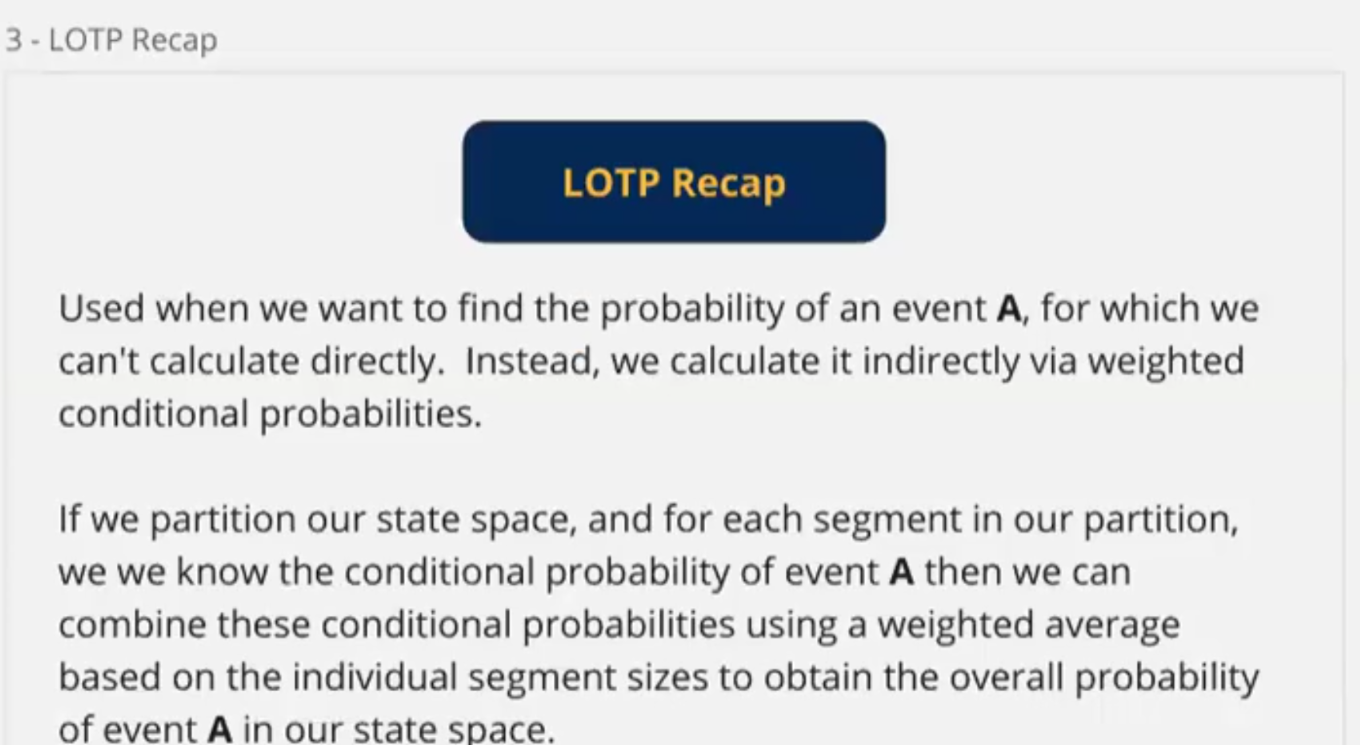 3 - LOTP Recap
LOTP Recap
Used when we want to find the probability of an event A, for which we
can't calculate directly.  Instead, we calculate it indirectly via weighted
conditional probabilities.
If we partition our state space, and for each segment in our partition,
we we know the conditional probability of event A then we can
combine these conditional probabilities using a weighted average
based on the individual segment sizes to obtain the overall probability
of event A in our state space.